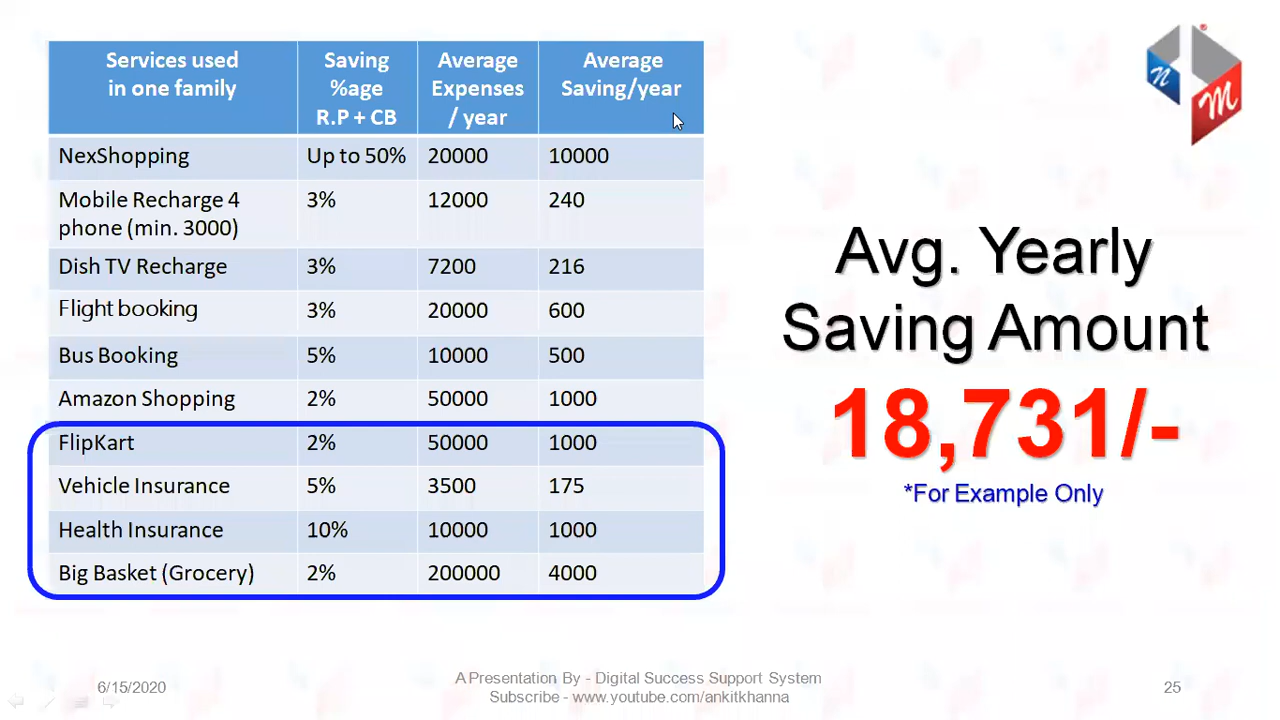 Services used
in one family
Saving
%age
R.P + CB
Average
Expenses
/ year
Average
Saving/year
NexShopping Up to 50% 20000 10000
Mobile Recharge 4
phone (min. 3000) 3% 12000 240
Dish TV Recharge 3% 7200 216
Flight booking 3% 20000 600
Bus Booking 5% 10000 500
Amazon Shopping 2% 50000 1000
FlipKart 2% 50000 1000
Vehicle Insurance 5% 3500 175
Health Insurance 10% 10000 1000
Big Basket (Grocery) 2% 200000 4000
n
m
Avg. Yearly
Saving Amount
18,731/-
*For Example Only
6/15/2020
A Presentation By - Digital Success Support System
Subscribe - www.youtube.com/ankitkhanna
25